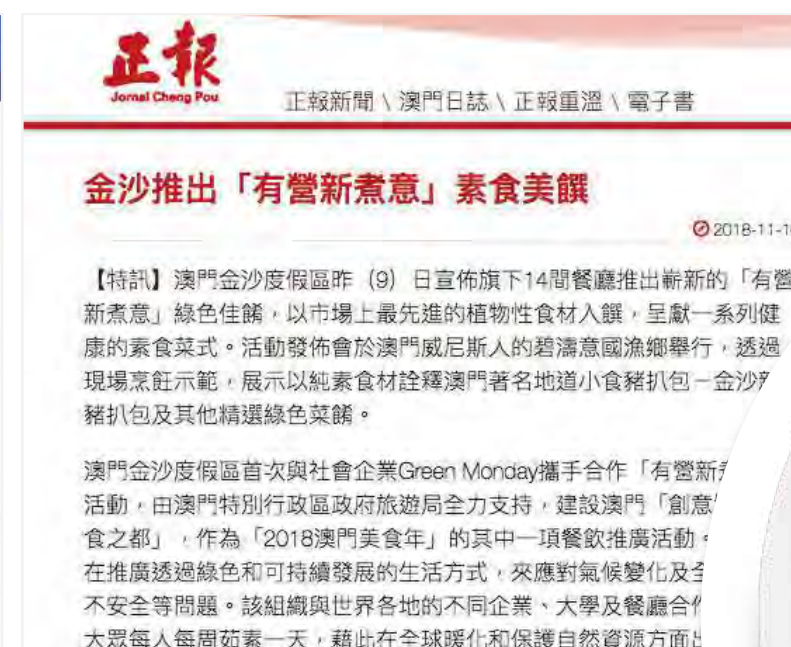 正報
Jornal Cheng Pou
正報新聞 \ 澳門日誌 \ 正報重溫 \ 電子書
金沙推出「有營新煮意」素食美饌
2018-11-1
【特訊】澳門金沙度假區昨（9）日宣佈旗下14間餐廳推出嶄新的「有營
新煮意」綠色佳餚，以市場上最先進的植物性食材入饌，呈獻一系列健
康的素食菜式。活動發佈會於澳門威尼斯人的碧濤意國漁鄉舉行，透過
現場烹飪示範，展示以純素食材詮釋澳門著名地道小食豬扒包－金沙新
豬扒包及其他精選綠色菜餚。
澳門金沙度假區首次與社會企業Green Monday攜手合作「有營新
活動，由澳門特別行政區政府旅遊局全力支持，建設澳門「創意
食之都」，作為「2018澳門美食年」的其中一項餐飲推廣活動。
在推廣透過綠色和可持續發展的生活方式，來應對氣候變化及全
不安全等問題。該組織與世界各地的不同企業、大學及餐廳合作
大眾每人每周茹素一天，藉此在全球暖化和保護自然資源方面出